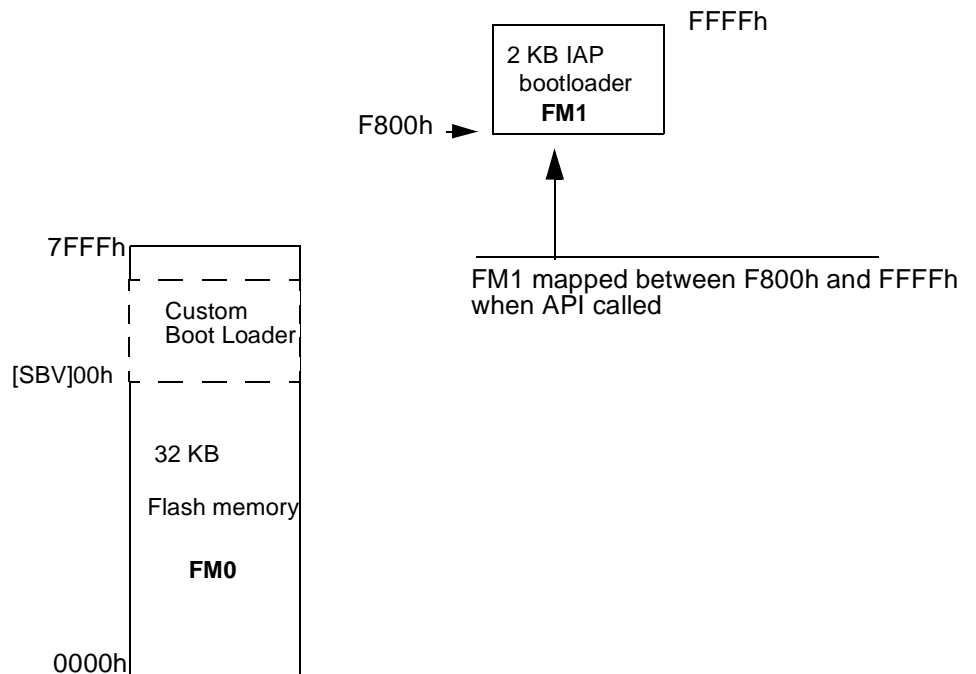 FFFFh
2 KB IAP
bootloader
FM1
F800h
7FFFh
FM1 mapped between F800h and FFFFh
when API called
Custom
Boot Loader
[SBV]00h
32 KB
Flash memory
FM0
0000h